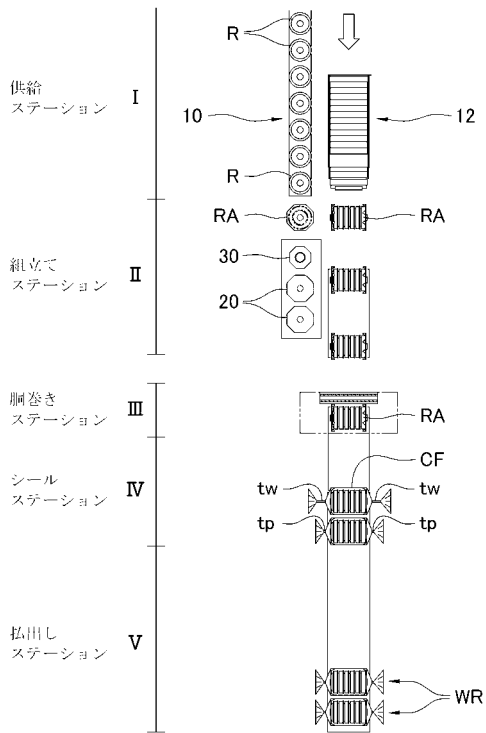 R
供給
ステーション
I
10
12
R
RA
RA
30
組立て
ステーション
II
20
胴巻き
ステーション
III
RA
CF
シール
ステーション
IV
tw
tw
tp
tp
払出し
ステーション
V
WR